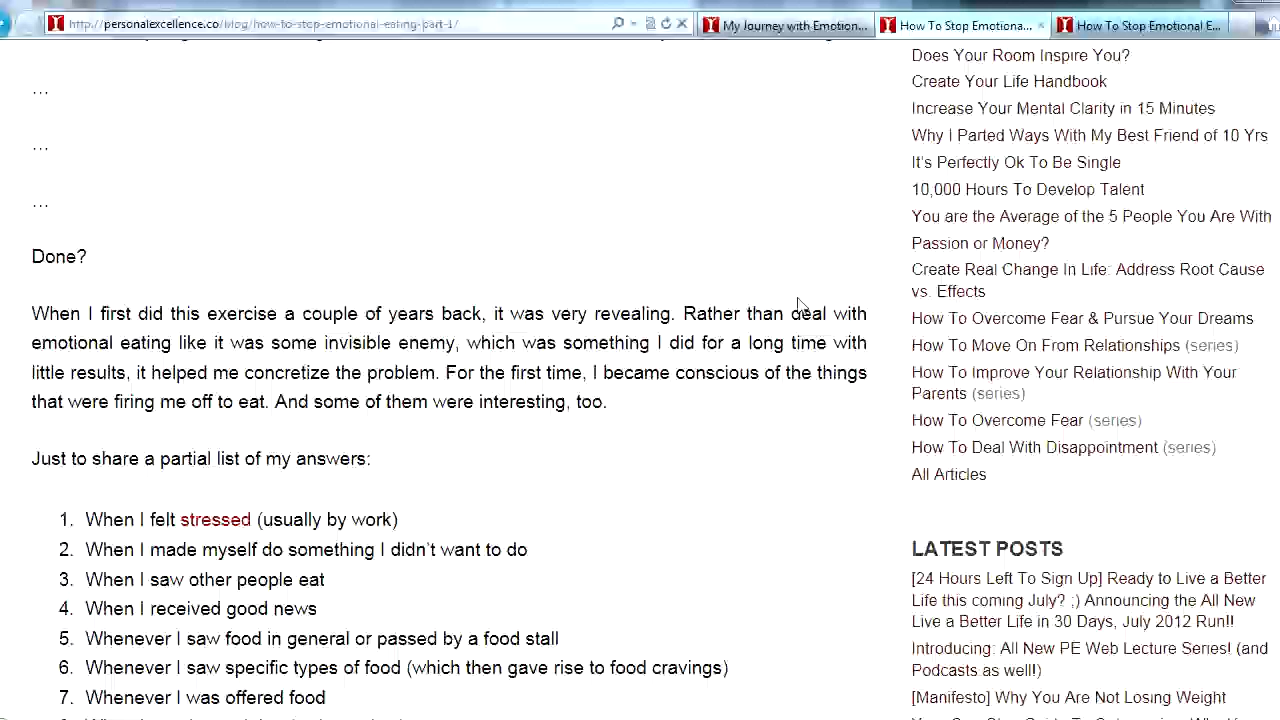 http://personalexcellence.co/blog/how-to-stop-emotional-eating-part-1/
My Journey with Emotion...
How To Stop Emotiona...
How To Stop Emotional E...
...
...
...
Done?
When I first did this exercise a couple of years back, it was very revealing. Rather than deal with
emotional eating like it was some invisible enemy, which was something I did for a long time with
little results, it helped me concretize the problem. For the first time, I became conscious of the things
that were firing me off to eat. And some of them were interesting, too.
Just to share a partial list of my answers:
1. When I felt stressed (usually by work)
2. When I made myself do something I didn't want to do
3. When I saw other people eat
4. When I received good news
5. Whenever I saw food in general or passed by a food stall
6. Whenever I saw specific types of food (which then gave rise to food cravings)
7. Whenever I was offered food
Does Your Room Inspire You?
Create Your Life Handbook
Increase Your Mental Clarity in 15 Minutes
Why I Parted Ways With My Best Friend of 10 Yrs
It's Perfectly Ok To Be Single
10,000 Hours To Develop Talent
You are the Average of the 5 People You Are With
Passion or Money?
Create Real Change In Life: Address Root Cause
vs. Effects
How To Overcome Fear & Pursue Your Dreams
How To Move On From Relationships (series)
How To Improve Your Relationship With Your
Parents (series)
How To Overcome Fear (series)
How To Deal With Disappointment (series)
All Articles
LATEST POSTS
[24 Hours Left To Sign Up] Ready to Live a Better
Life this coming July? ;) Announcing the All New
Live a Better Life in 30 Days, July 2012 Run!!
Introducing: All New PE Web Lecture Series! (and
Podcasts as well!)
[Manifesto] Why You Are Not Losing Weight